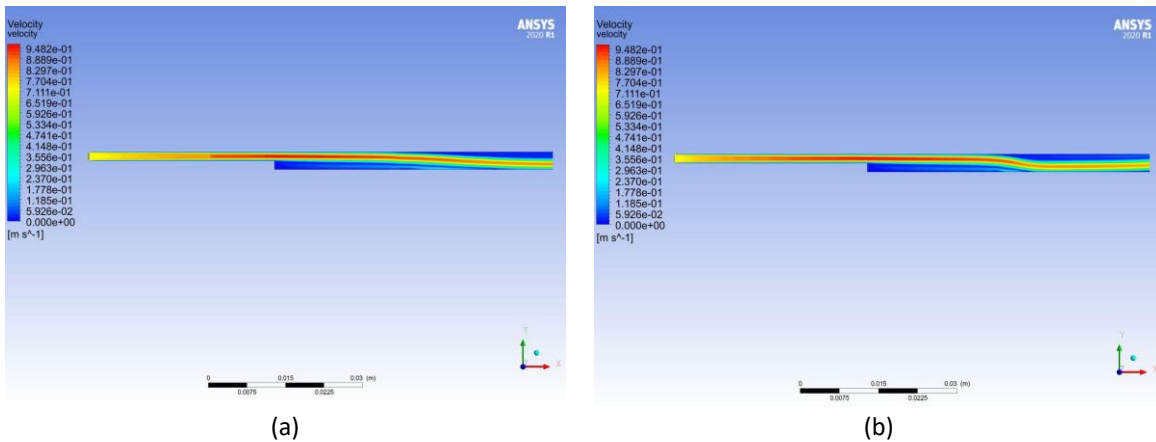 Velocity
velocity
9.482e-01
8.889e-01
8.297e-01
7.704e-01
7.111e-01
6.519e-01
5.926e-01
5.334e-01
4.741e-01
4.148e-01
3.556e-01
2.963e-01
2.370e-01
1.778e-01
1.185e-01
5.926e-02
0.000e+00
[m s^-1]
ANSYS
2020 R1
Y
X
Z
0 0.015 0.03 (m)
0.0075 0.0225
(a)
Velocity
velocity
9.482e-01
8.889e-01
8.297e-01
7.704e-01
7.111e-01
6.519e-01
5.926e-01
5.334e-01
4.741e-01
4.148e-01
3.556e-01
2.963e-01
2.370e-01
1.778e-01
1.185e-01
5.926e-02
0.000e+00
[m s^-1]
ANSYS
2020 R1
Y
X
Z
0 0.015 0.03 (m)
0.0075 0.0225
(b)